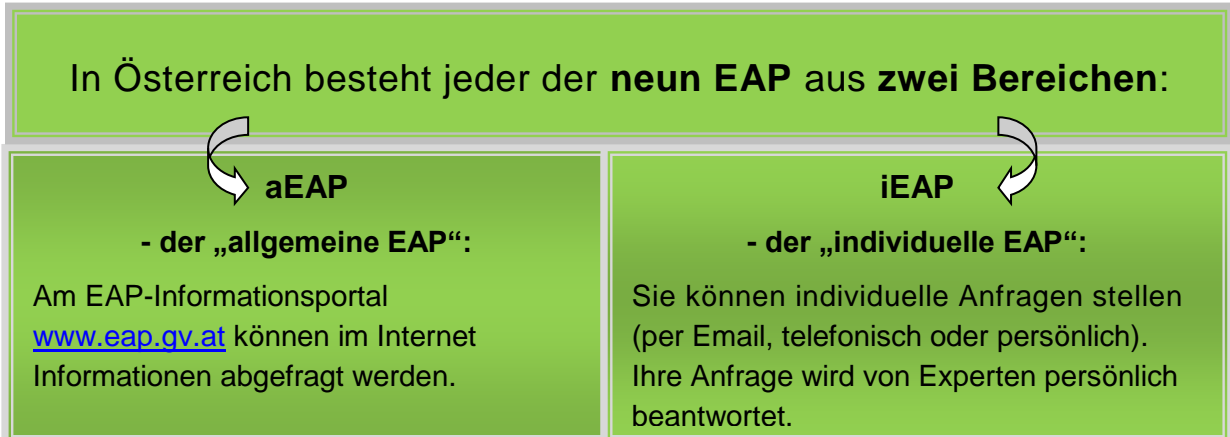 In Österreich besteht jeder der neun EAP aus zwei Bereichen:
aEAP
- der „allgemeine EAP“:
Am EAP-Informationsportal
www.eap.gv.at können im Internet
Informationen abgefragt werden.
iEAP
- der „individuelle EAP“:
Sie können individuelle Anfragen stellen
(per Email, telefonisch oder persönlich).
Ihre Anfrage wird von Experten persönlich
beantwortet.